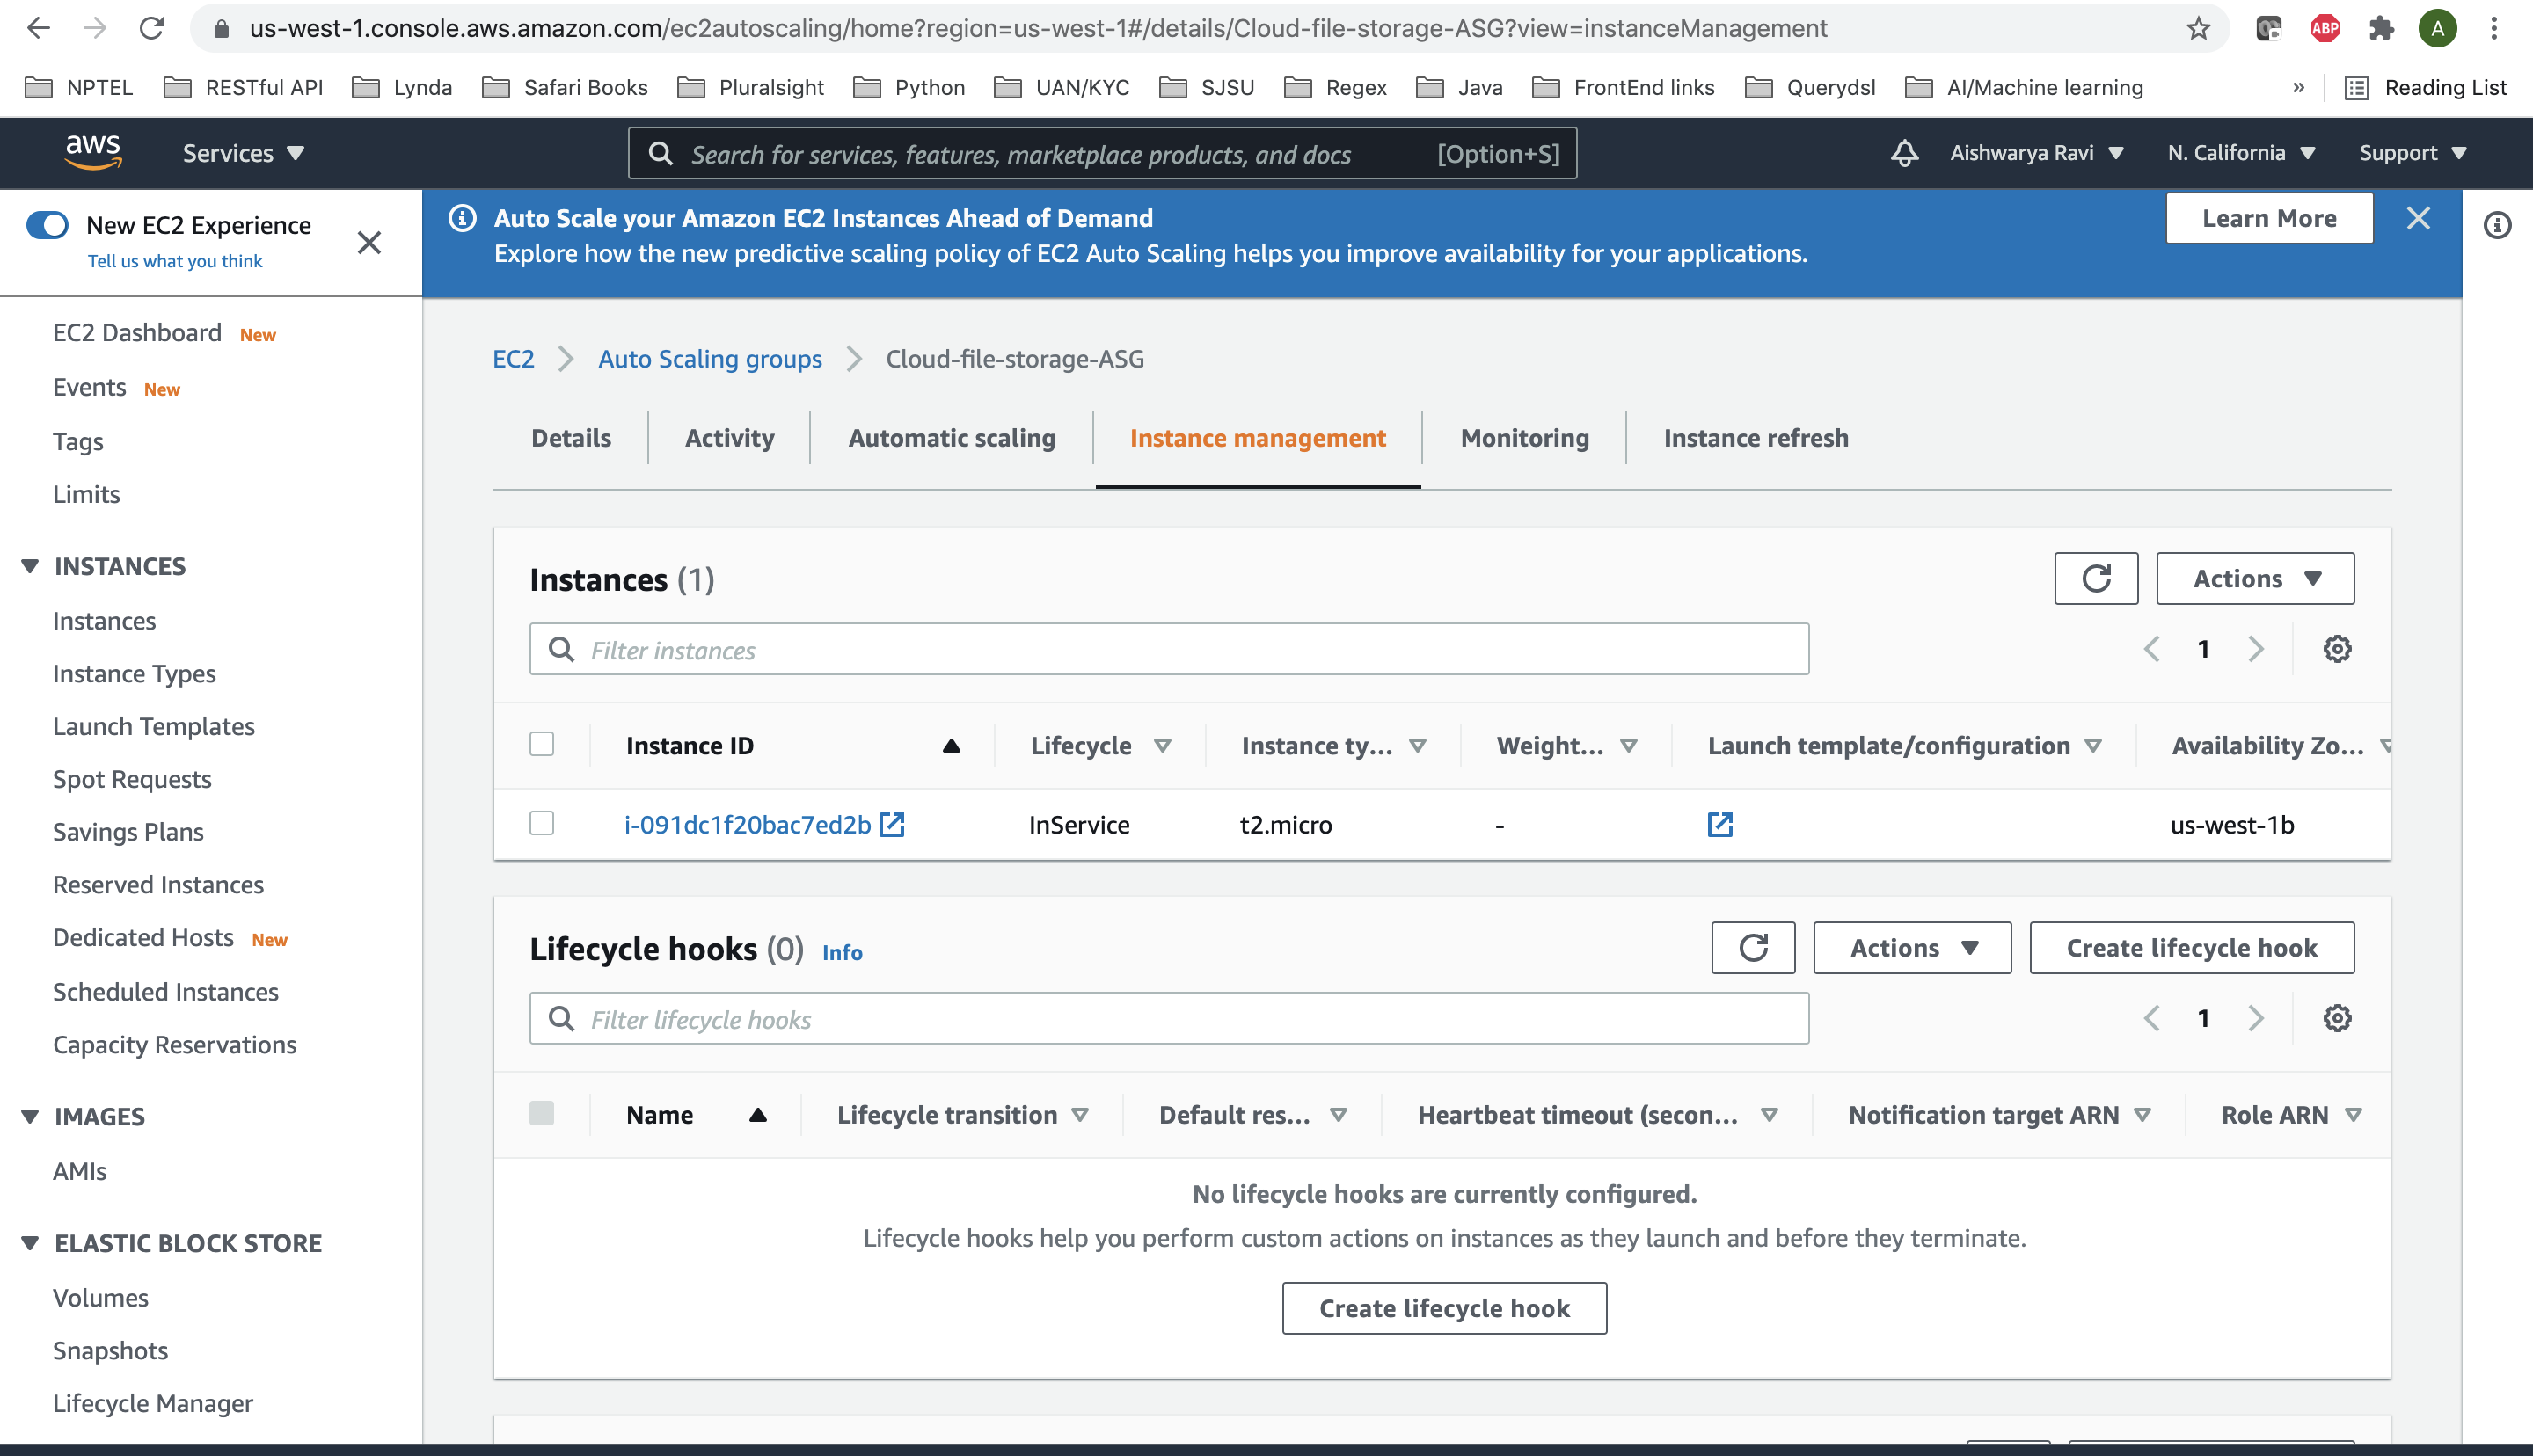 us-west-1.console.aws.amazon.com/ec2autoscaling/home?region=us-west-1#/details/Cloud-file-storage-ASG?view=instanceManagement
ABP
A
NPTEL RESTful API Lynda Safari Books Pluralsight Python UAN/KYC SJSU Regex Java FrontEnd links Querydsl AI/Machine learning » Reading List
aws Services Search for services, features, marketplace products, and docs [Option+S] Aishwarya Ravi N. California Support
New EC2 Experience
Tell us what you think
Auto Scale your Amazon EC2 Instances Ahead of Demand
Explore how the new predictive scaling policy of EC2 Auto Scaling helps you improve availability for your applications.
Learn More
EC2 Dashboard New
Events New
Tags
Limits
INSTANCES
Instances
Instance Types
Launch Templates
Spot Requests
Savings Plans
Reserved Instances
Dedicated Hosts New
Scheduled Instances
Capacity Reservations
IMAGES
AMIs
ELASTIC BLOCK STORE
Volumes
Snapshots
Lifecycle Manager
EC2 Auto Scaling groups Cloud-file-storage-ASG
Details Activity Automatic scaling Instance management Monitoring Instance refresh
Instances (1)
Actions
Filter instances
1
Instance ID Lifecycle Instance ty... Weight... Launch template/configuration Availability Zo...
i-091dc1f20bac7ed2b InService t2.micro - us-west-1b
Lifecycle hooks (0) Info
Actions Create lifecycle hook
Filter lifecycle hooks
1
Name Lifecycle transition Default res... Heartbeat timeout (secon... Notification target ARN Role ARN
No lifecycle hooks are currently configured.
Lifecycle hooks help you perform custom actions on instances as they launch and before they terminate.
Create lifecycle hook